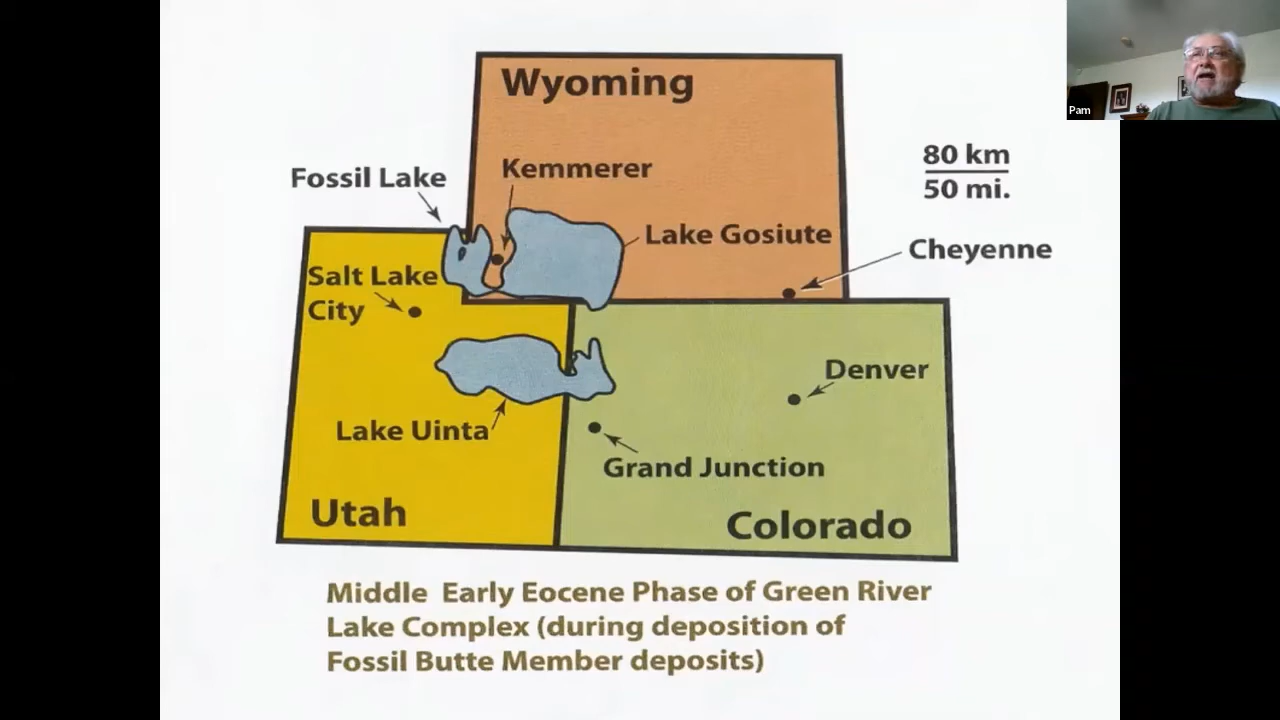 Wyoming
Pam
80 km
50 mi.
Kemmerer
Fossil Lake
Lake Gosiute
Cheyenne
Salt Lake
City
Denver
Lake Uinta
Grand Junction
Utah
Colorado
Middle Early Eocene Phase of Green River
Lake Complex (during deposition of
Fossil Butte Member deposits)